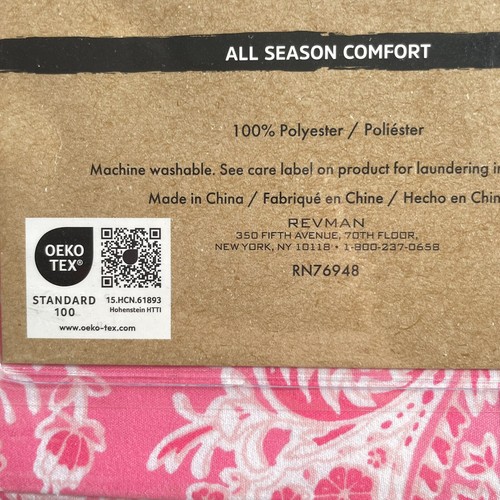 ALL SEASON COMFORT
100% Polyester / Poliéster
Machine washable. See care label on product for laundering
Made in China / Fabriqué en Chine / Hecho en
REVMAN
350 FIFTH AVENUE, 70TH FLOOR,
NEW YORK, NY 10118 • 1-800-237-0658
RN76948
OEKO
TEX®
STANDARD
100
15.HCN.61893
Hohenstein HTTI
www.oeko-tex.com